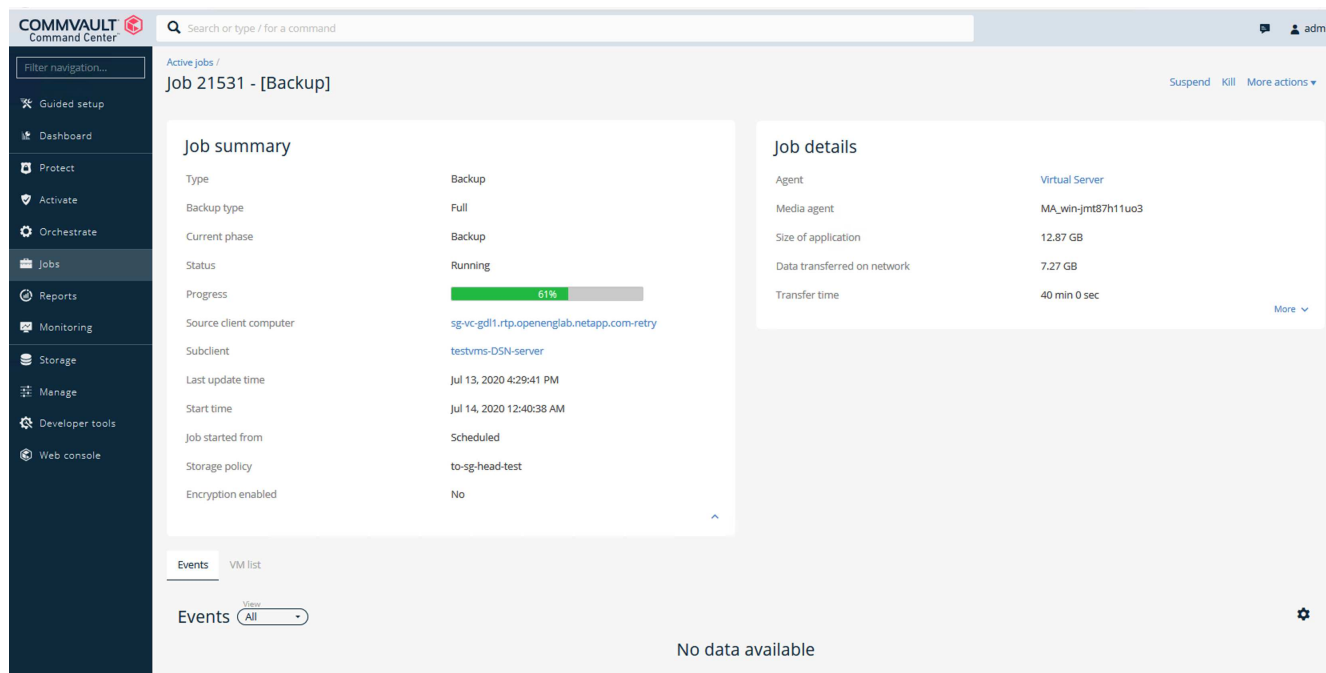 COMMVAULT
Command Center
Search or type / for a command
adm
Filter navigation...
Guided setup
Dashboard
Protect
Activate
Orchestrate
Jobs
Reports
Monitoring
Storage
Manage
Developer tools
Web console
Active jobs /
Job 21531 - [Backup]
Suspend Kill More actions
Job summary
Type Backup
Backup type Full
Current phase Backup
Status Running
Progress 61%
Source client computer sg-vc-gdl1.rtp.openenglab.netapp.com-retry
Subclient testvms-DSN-server
Last update time Jul 13, 2020 4:29:41 PM
Start time Jul 14, 2020 12:40:38 AM
Job started from Scheduled
Storage policy to-sg-head-test
Encryption enabled No
Job details
Agent Virtual Server
Media agent MA_win-jmt87h11uo3
Size of application 12.87 GB
Data transferred on network 7.27 GB
Transfer time 40 min 0 sec
More
Events VM list
View
Events All
No data available